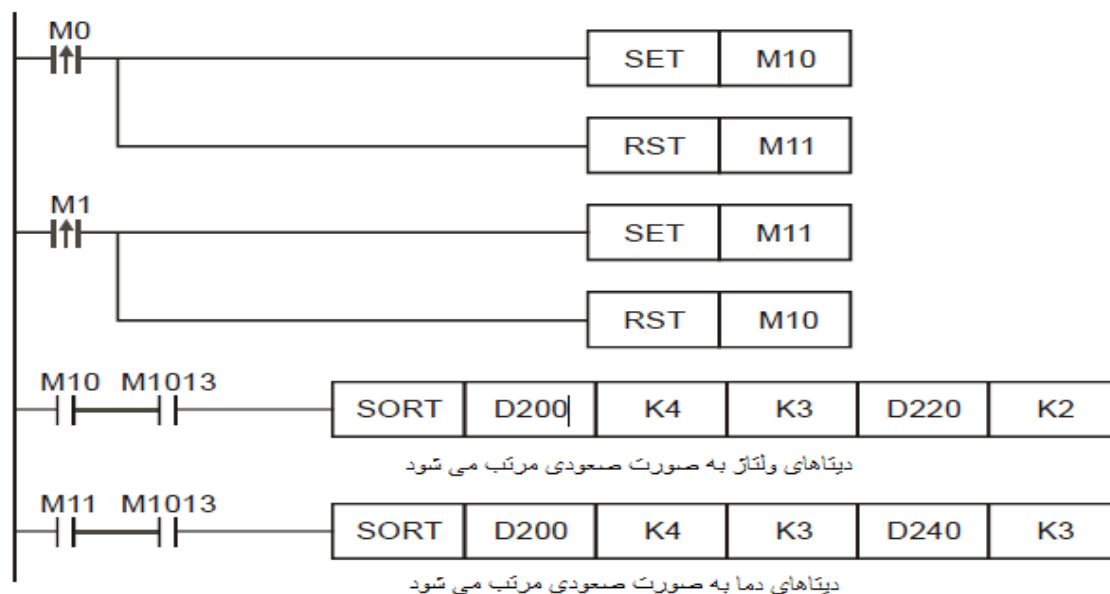 M0
SET M10
RST M11
M1
SET M11
RST M10
M10 M1013
SORT D200 K4 K3 D220 K2
دیتاهای ولتاژ به صورت صعودی مرتب می شود
M11 M1013
SORT D200 K4 K3 D240 K3
دیتاهای دما به صورت صعودی مرتب می شود